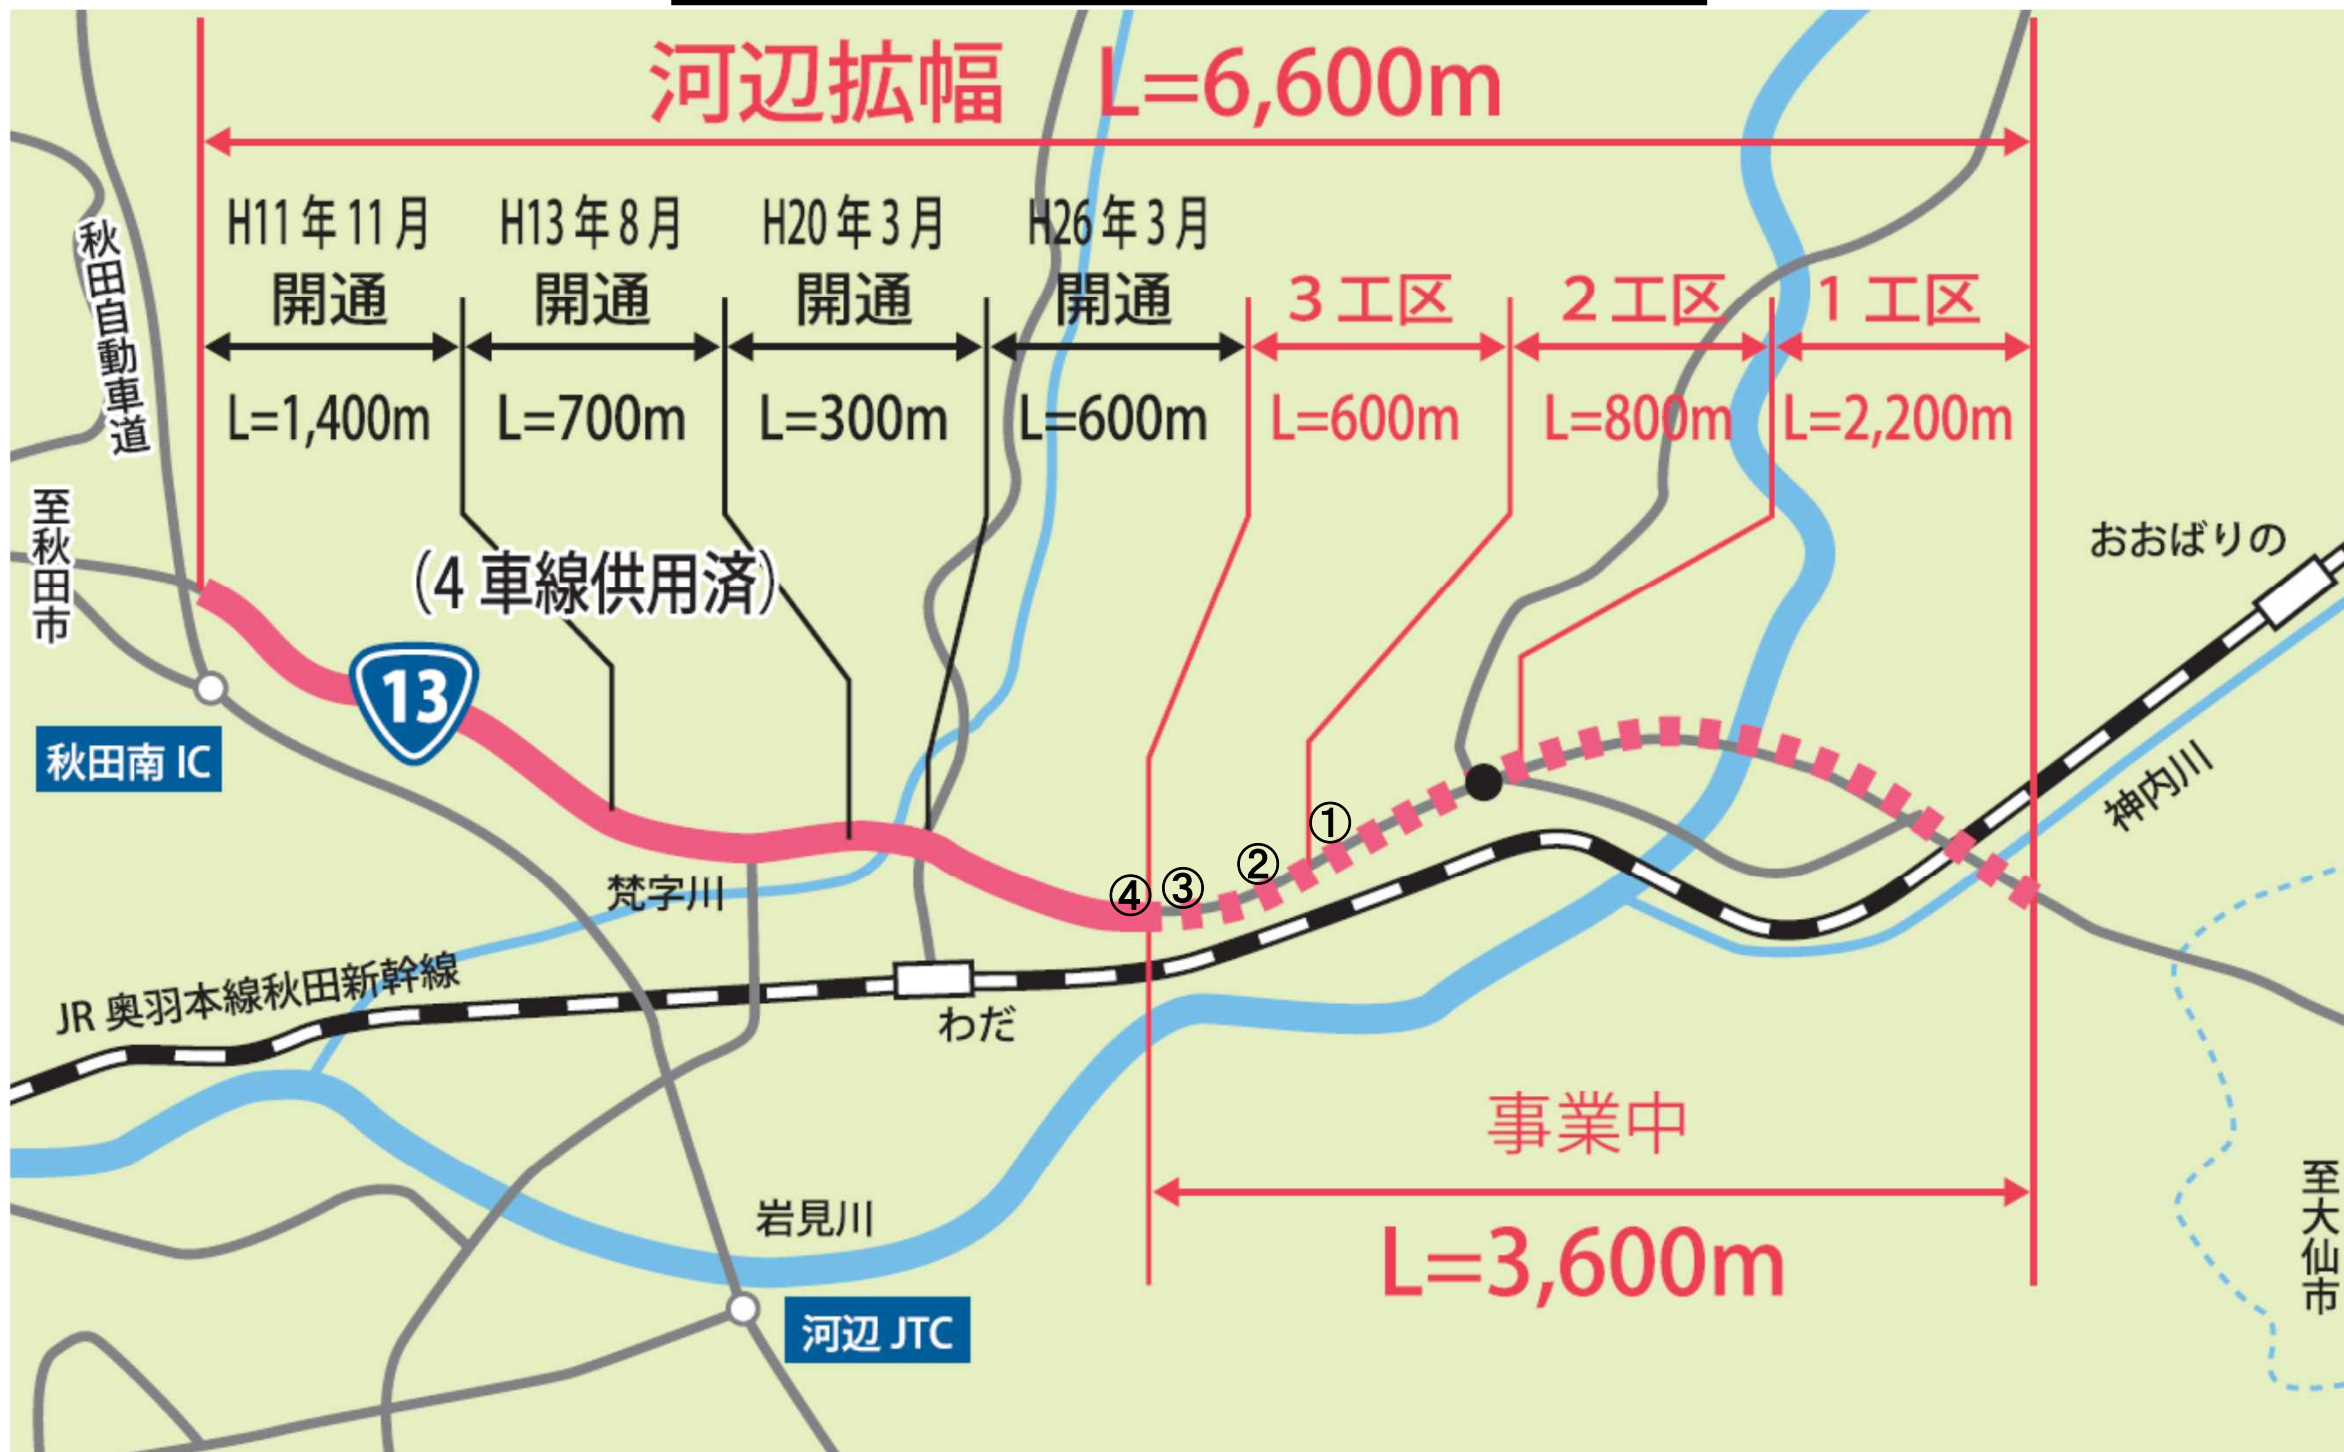 河辺拡幅 L=6,600m
H11年11月
開通
L=1,400m
H13年8月
開通
L=700m
H20年3月
開通
L=300m
H26年3月
開通
L=600m
3工区
L=600m
2工区
L=800m
1工区
L=2,200m
秋田自動車道
至秋田市
(4車線供用済)
13
秋田南IC
おおばりの
神内川
①
②
③
④
梵字川
JR奥羽本線秋田新幹線
わだ
事業中
L=3,600m
岩見川
河辺JTC
至大仙市